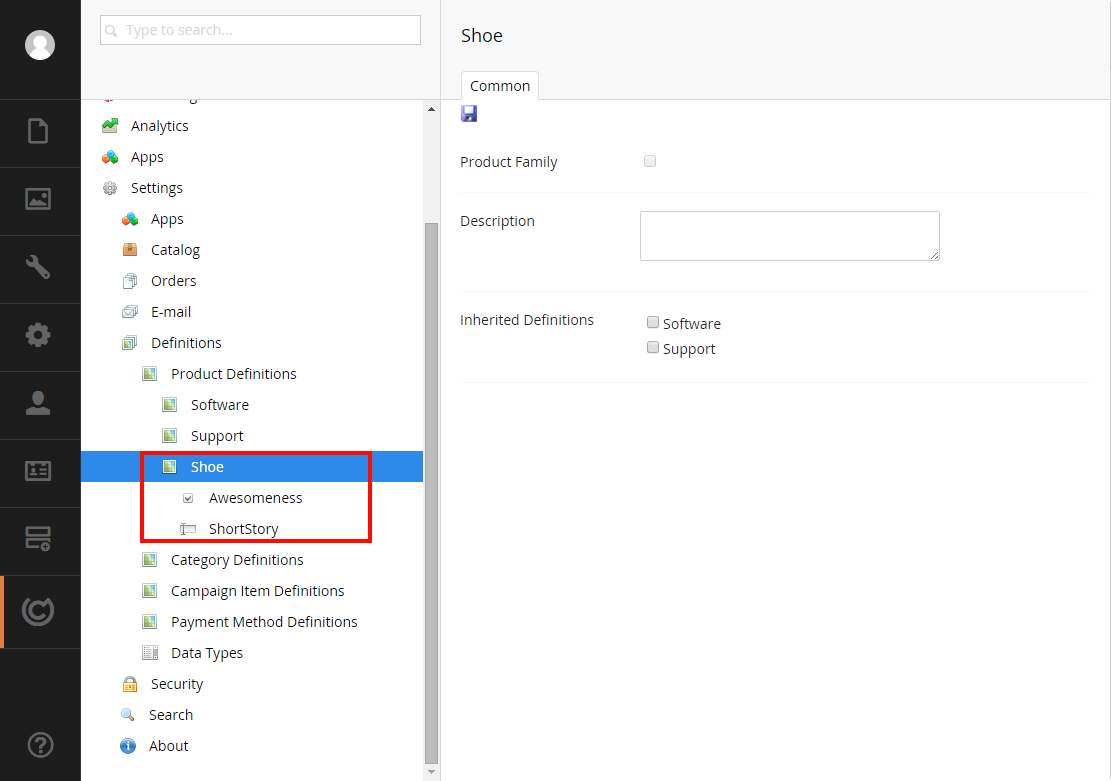 Type to search...
Analytics
Apps
Settings
Apps
Catalog
Orders
E-mail
Definitions
Product Definitions
Software
Support
Shoe
Awesomeness
ShortStory
Category Definitions
Campaign Item Definitions
Payment Method Definitions
Data Types
Security
Search
About
Shoe
Common
Product Family
Description
Inherited Definitions
Software
Support